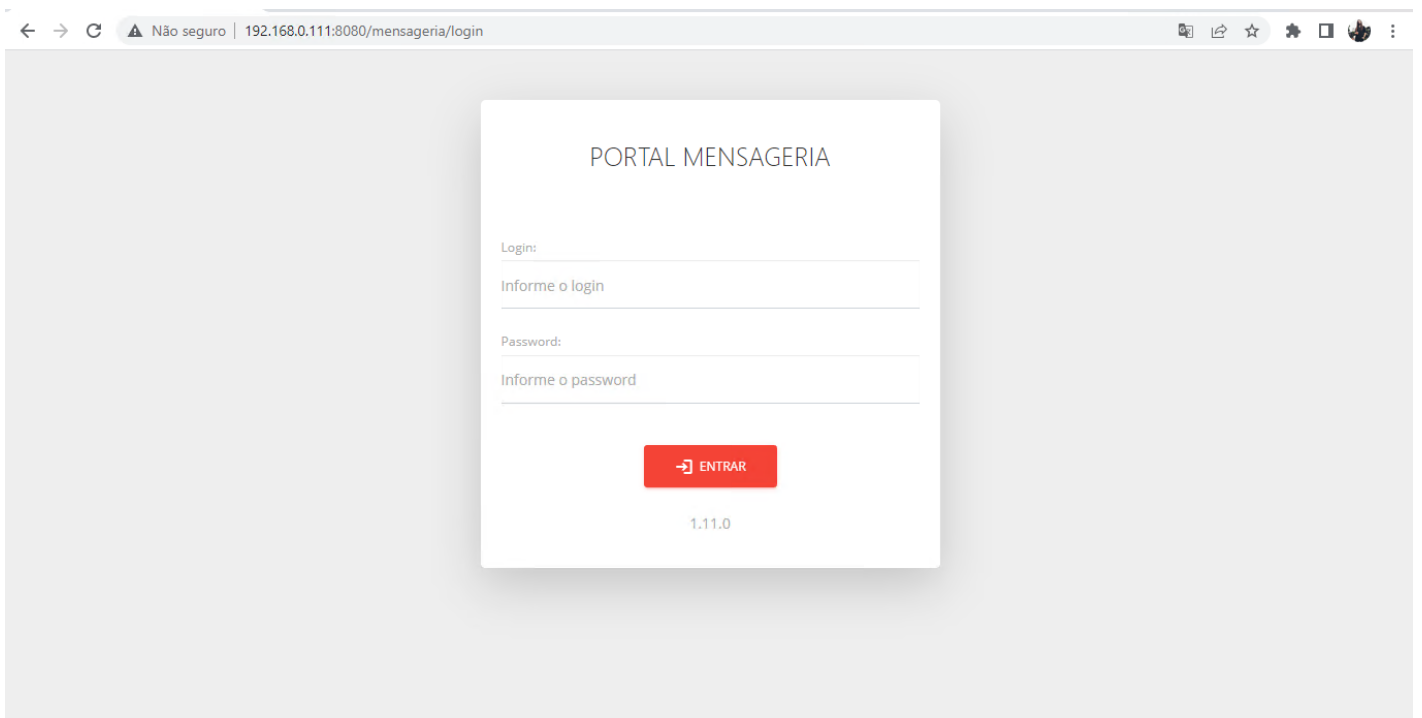 Não seguro
192.168.0.111:8080/mensageria/login
PORTAL MENSAGERIA
Login:
Informe o login
Password:
Informe o password
ENTRAR
1.11.0